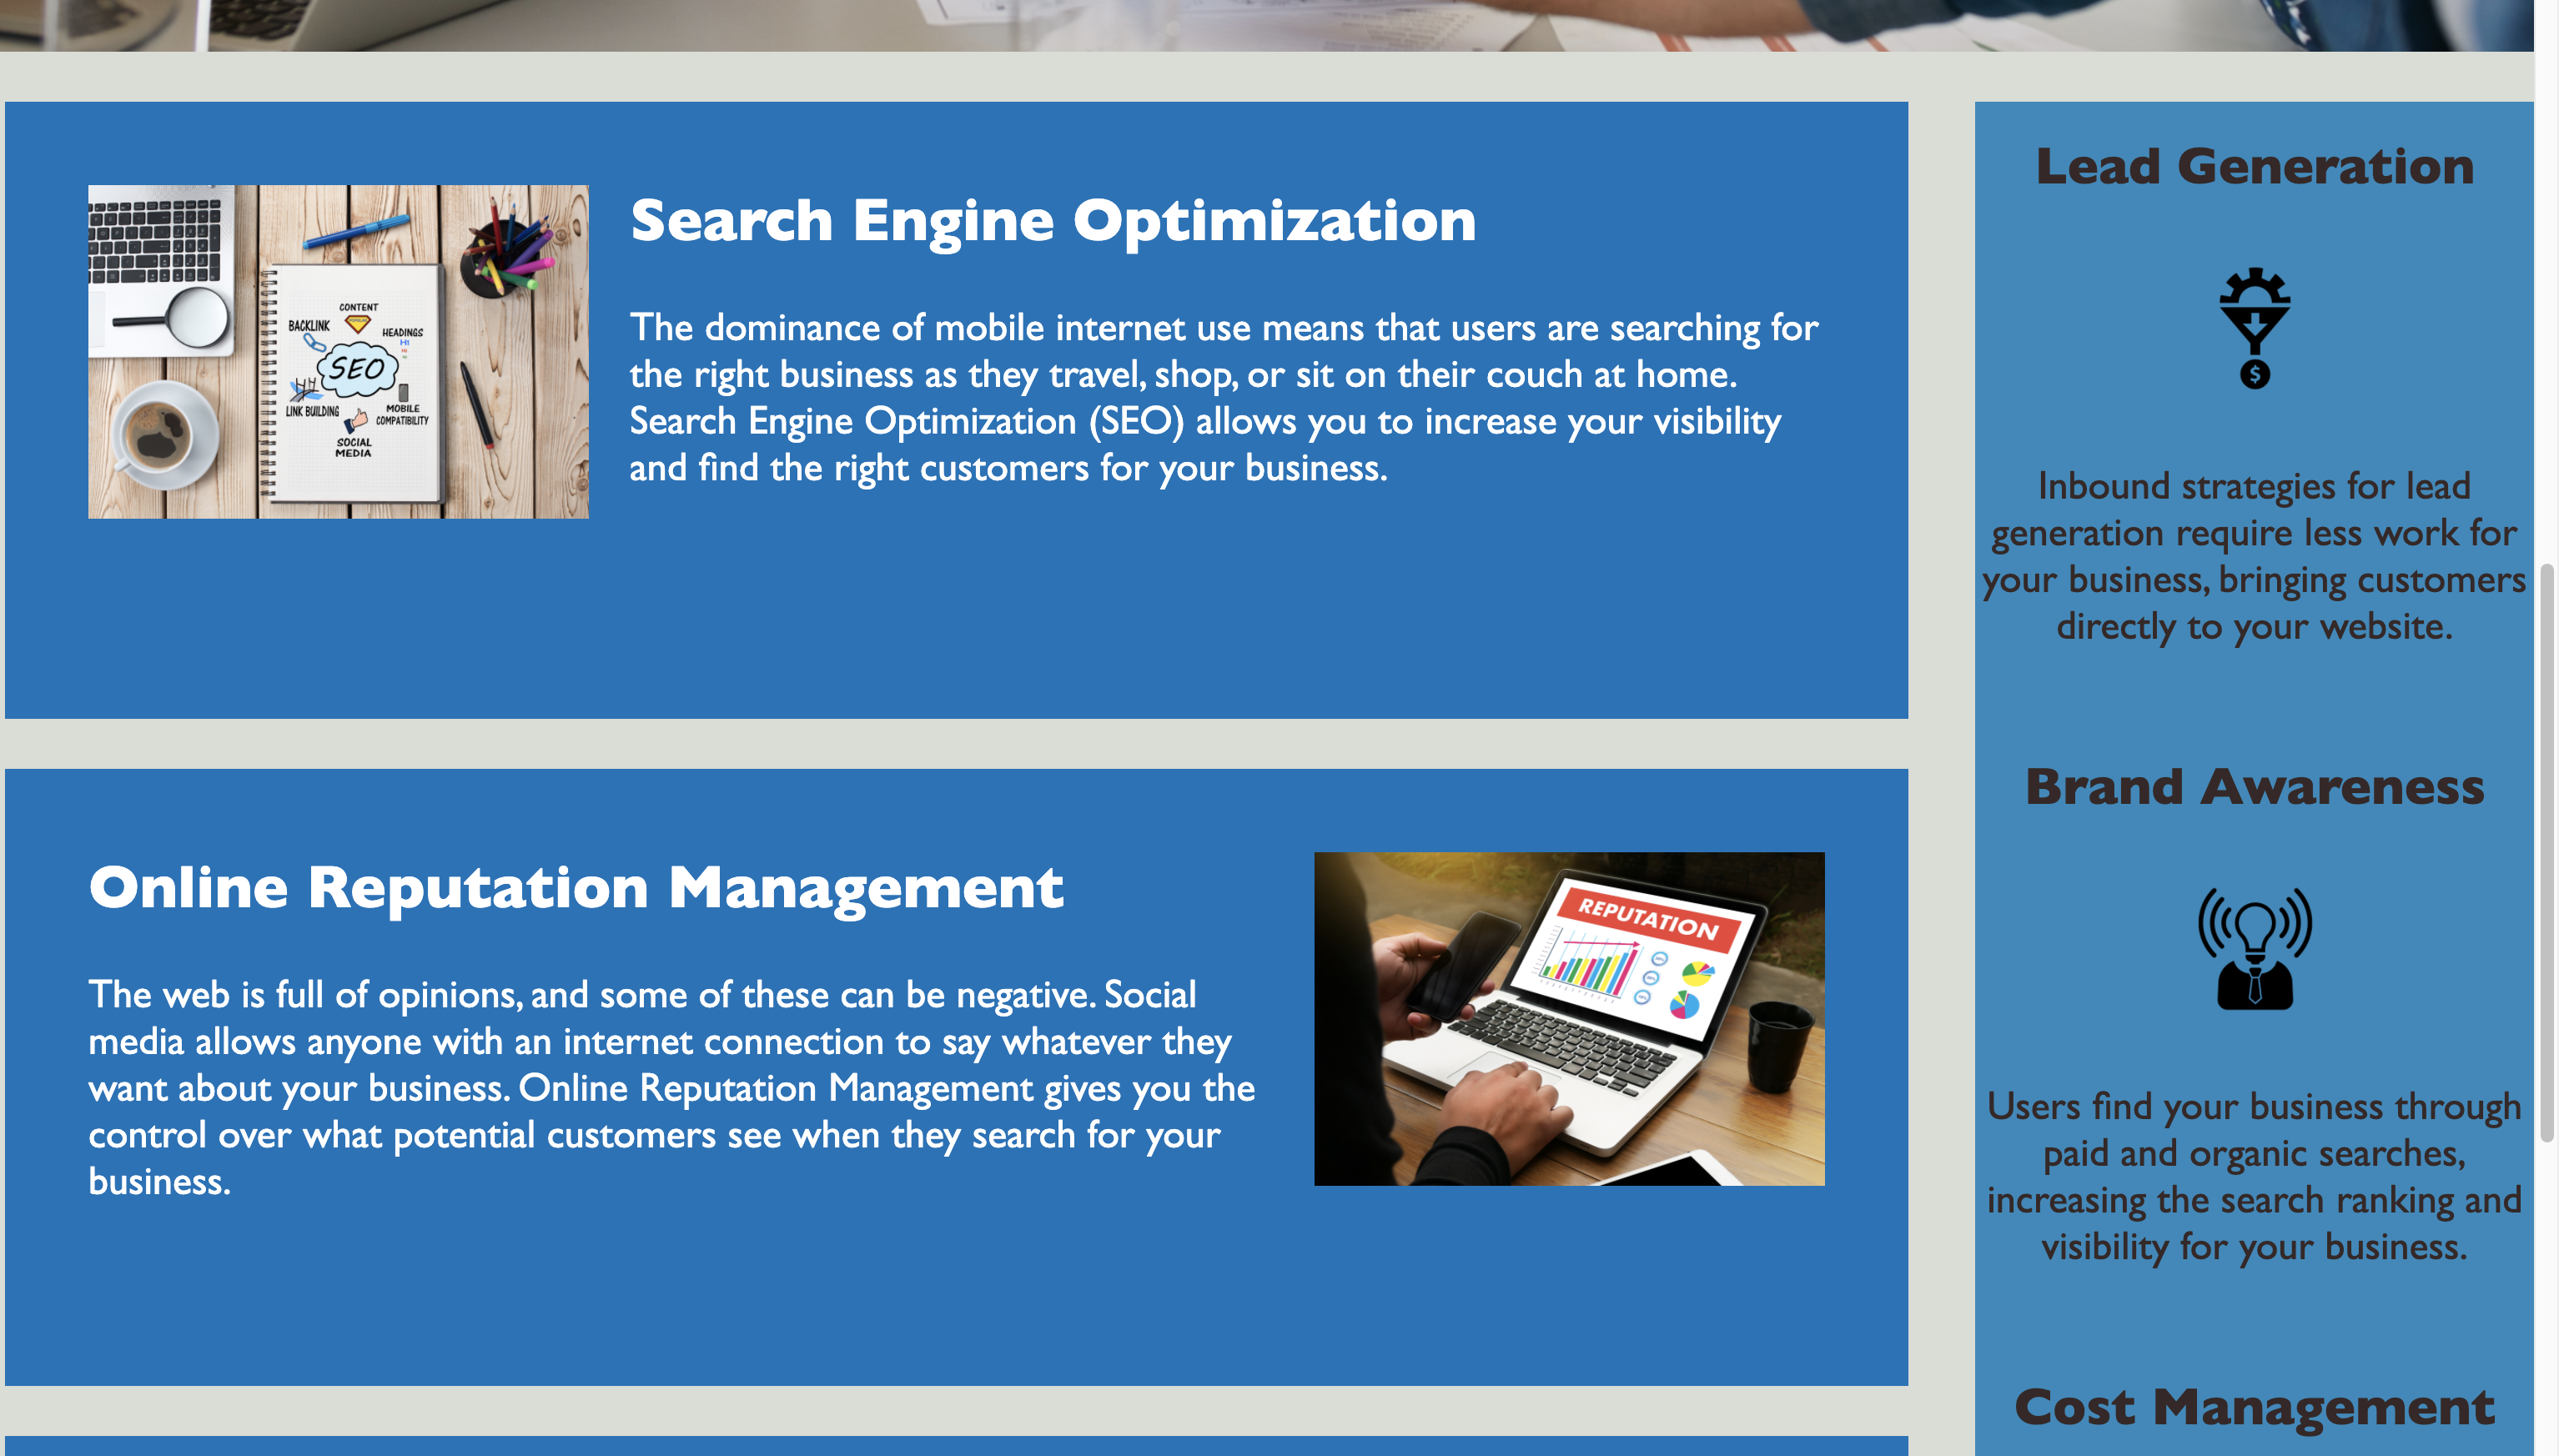 Search Engine Optimization
The dominance of mobile internet use means that users are searching for
the right business as they travel, shop, or sit on their couch at home.
Search Engine Optimization (SEO) allows you to increase your visibility
and find the right customers for your business.
CONTENT
BACKLINK
HEADINGS
H1
SEO
LINK BUILDING
MOBILE
COMPATIBILITY
SOCIAL
MEDIA
Online Reputation Management
The web is full of opinions, and some of these can be negative. Social
media allows anyone with an internet connection to say whatever they
want about your business. Online Reputation Management gives you the
control over what potential customers see when they search for your
business.
REPUTATION
Lead Generation
$
Inbound strategies for lead
generation require less work for
your business, bringing customers
directly to your website.
Brand Awareness
Users find your business through
paid and organic searches,
increasing the search ranking and
visibility for your business.
Cost Management